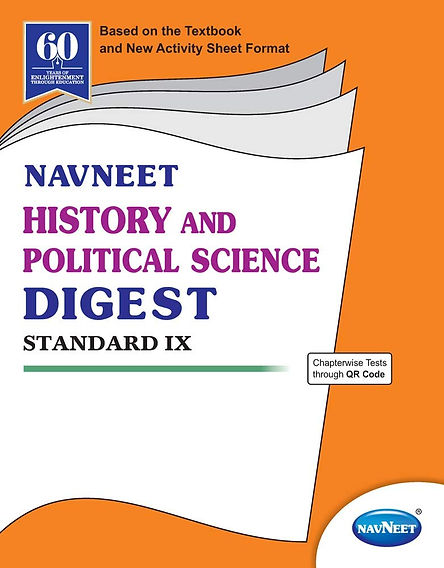 60
YEARS OF
ENLIGHTENMENT
THROUGH EDUCATION
Based on the Textbook
and New Activity Sheet Format
NAVNEET
HISTORY AND
POLITICAL SCIENCE
DIGEST
STANDARD IX
Chapterwise Tests
through QR Code
NAVNEET®